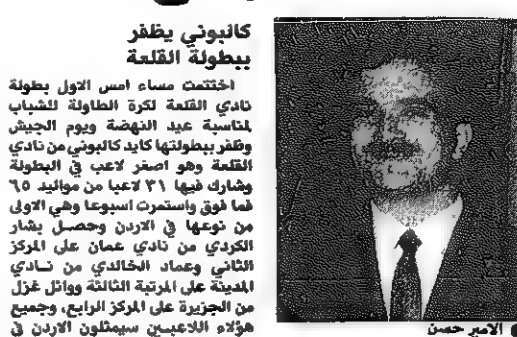 كالبوني يظفر
ببطولة القلعة
اختتمت مساء امس الاول بطولة
نادي القلعة لكرة الطاولة للشباب
لمناسبة عيد النهضة ويوم الجيش
وظفر ببطولتها كايد كالبوني من نادي
القلعة وهو اصغر لاعب في البطولة
وشارك فيها ٣١ لاعبا من مواليد ٦٥
فما فوق واستمرت اسبوعا وهي الاولى
من نوعها في الاردن وحصل بشار
الكردي من نادي عمان على المركز
الثاني وعماد الخالدي من نادي
المدينة على المرتبة الثالثة ووائل غزل
من الجزيرة على المركز الرابع، وجميع
هؤلاء اللاعبين سيمثلون الاردن في
الامير حسن